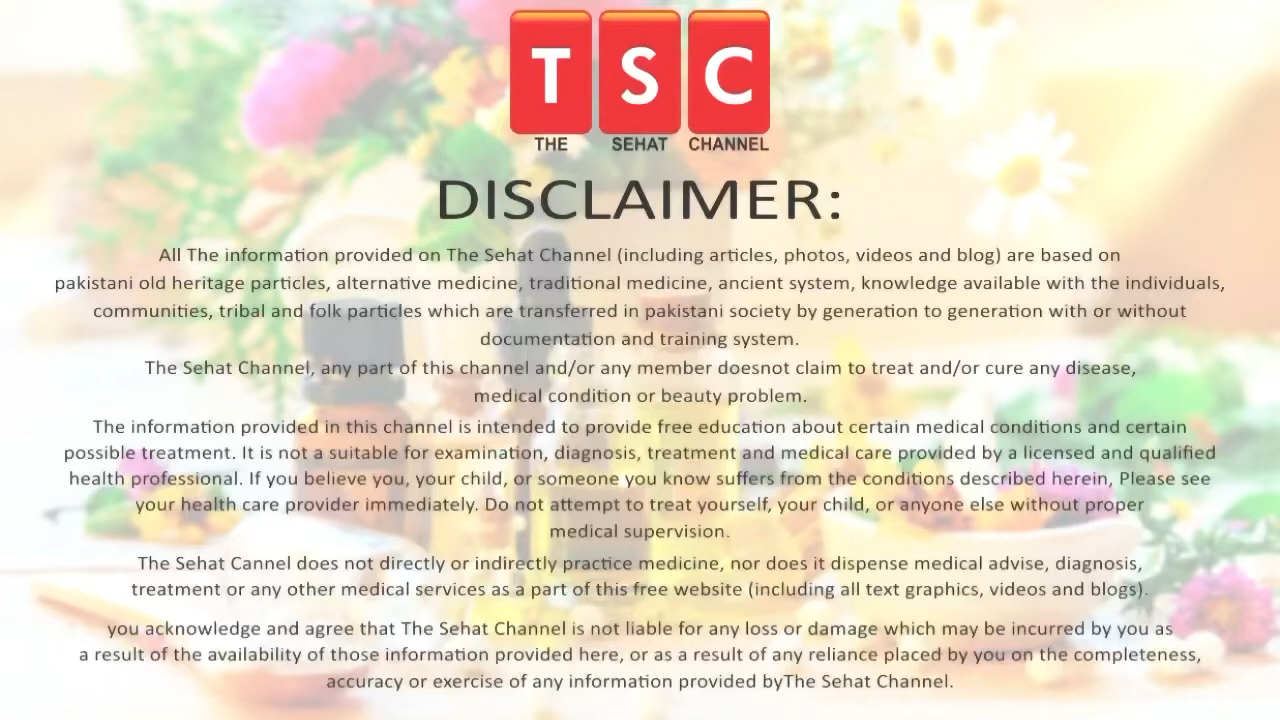 T S C
THE SEHAT CHANNEL
DISCLAIMER:
All The information provided on The Sehat Channel (including articles, photos, videos and blog) are based on
pakistani old heritage particles, alternative medicine, traditional medicine, ancient system, knowledge available with the individuals,
communities, tribal and folk particles which are transferred in pakistani society by generation to generation with or without
documentation and training system.
The Sehat Channel, any part of this channel and/or any member doesnot claim to treat and/or cure any disease,
medical condition or beauty problem.
The information provided in this channel is intended to provide free education about certain medical conditions and certain
possible treatment. It is not a suitable for examination, diagnosis, treatment and medical care provided by a licensed and qualified
health professional. If you believe you, your child, or someone you know suffers from the conditions described herein, Please see
your health care provider immediately. Do not attempt to treat yourself, your child, or anyone else without proper
medical supervision.
The Sehat Cannel does not directly or indirectly practice medicine, nor does it dispense medical advise, diagnosis,
treatment or any other medical services as a part of this free website (including all text graphics, videos and blogs).
you acknowledge and agree that The Sehat Channel is not liable for any loss or damage which may be incurred by you as
a result of the availability of those information provided here, or as a result of any reliance placed by you on the completeness,
accuracy or exercise of any information provided byThe Sehat Channel.